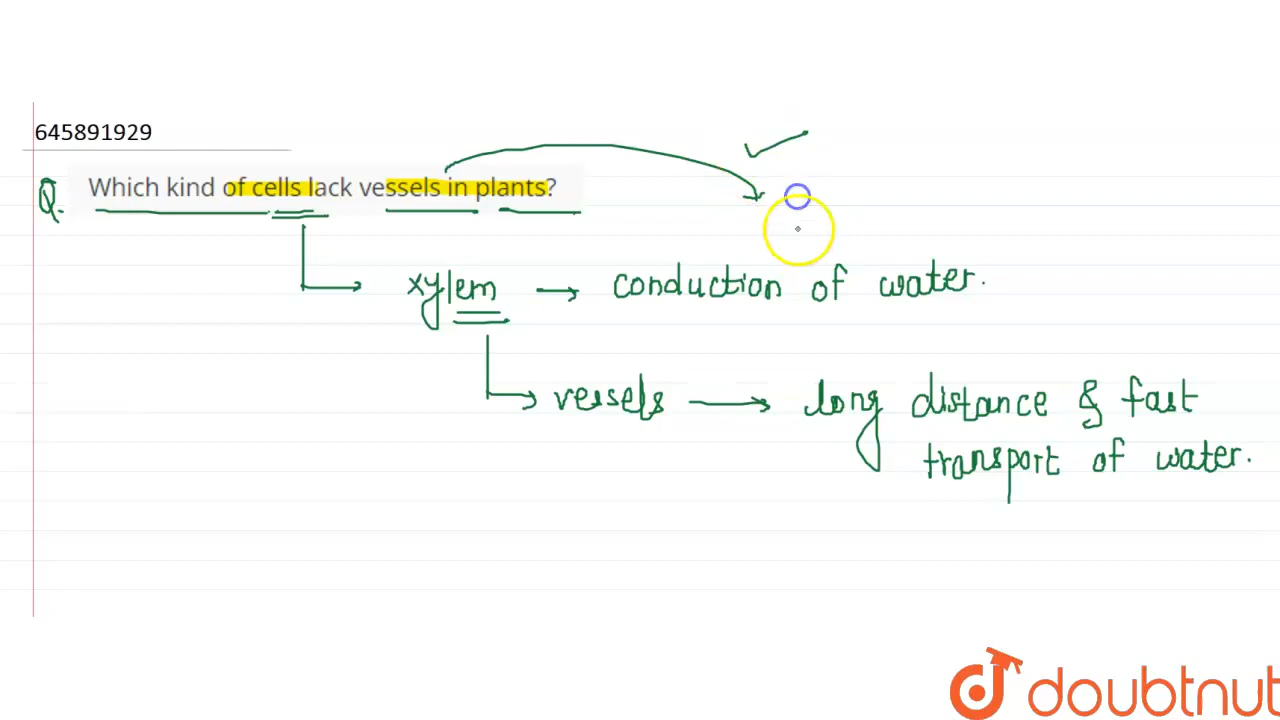 645891929
Q. Which kind of cells lack vessels in plants?
xylem → conduction of water.
vessels → long distance & fast
transport of water.
doubtnut